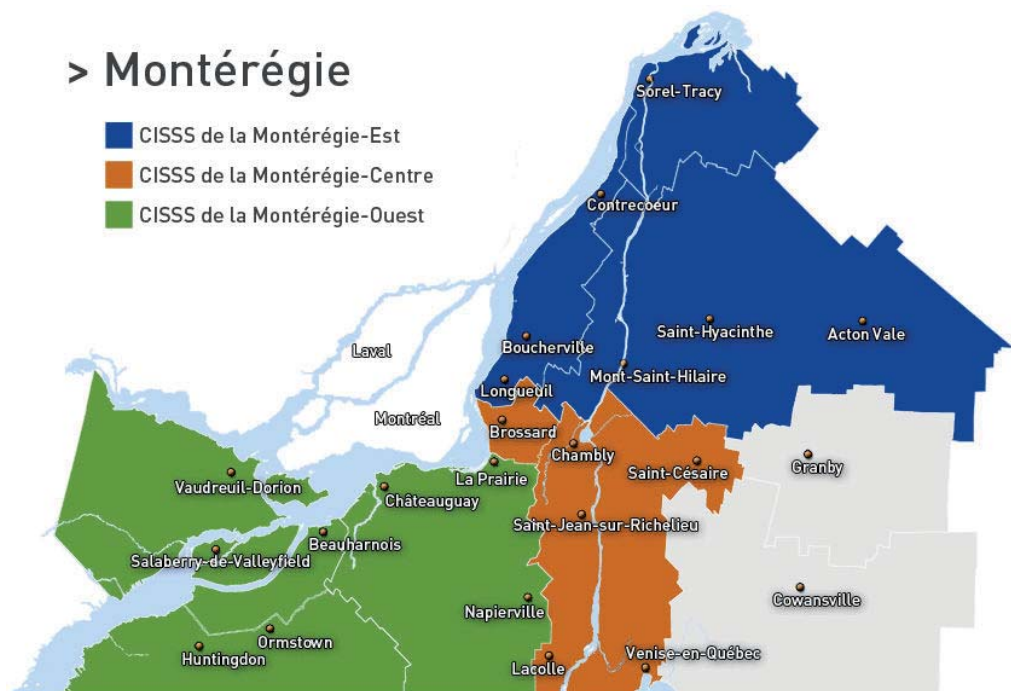 > Montérégie
CISSS de la Montérégie-Est
CISSS de la Montérégie-Centre
CISSS de la Montérégie-Ouest
Sorel-Tracy
Contrecoeur
Saint-Hyacinthe
Acton Vale
Boucherville
Laval
Mont-Saint-Hilaire
Longueuil
Montréal
Brossard
Chambly
Saint-Césaire
Granby
La Prairie
Vaudreuil-Dorion
Châteauguay
Saint-Jean-sur-Richelieu
Beauharnois
Salaberry-de-Valleyfield
Cowansville
Napierville
Ormstown
Huntingdon
Venise-en-Québec
Lacolle